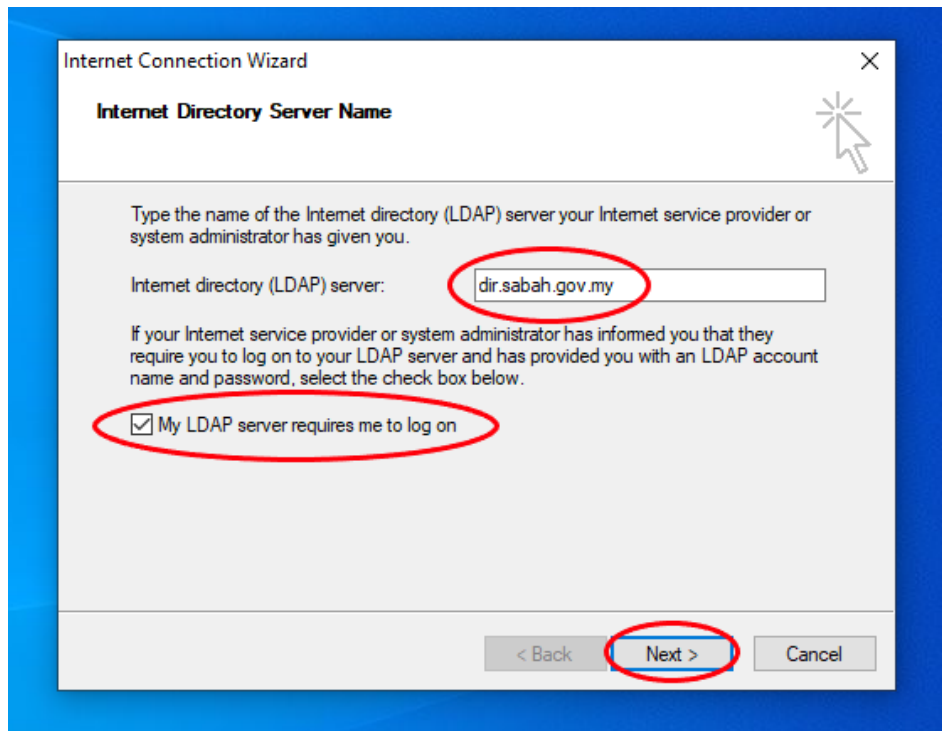 Internet Connection Wizard
Internet Directory Server Name
Type the name of the Internet directory (LDAP) server your Internet service provider or
system administrator has given you.
Internet directory (LDAP) server: dir.sabah.gov.my
If your Internet service provider or system administrator has informed you that they
require you to log on to your LDAP server and has provided you with an LDAP account
name and password, select the check box below.
My LDAP server requires me to log on
< Back Next > Cancel